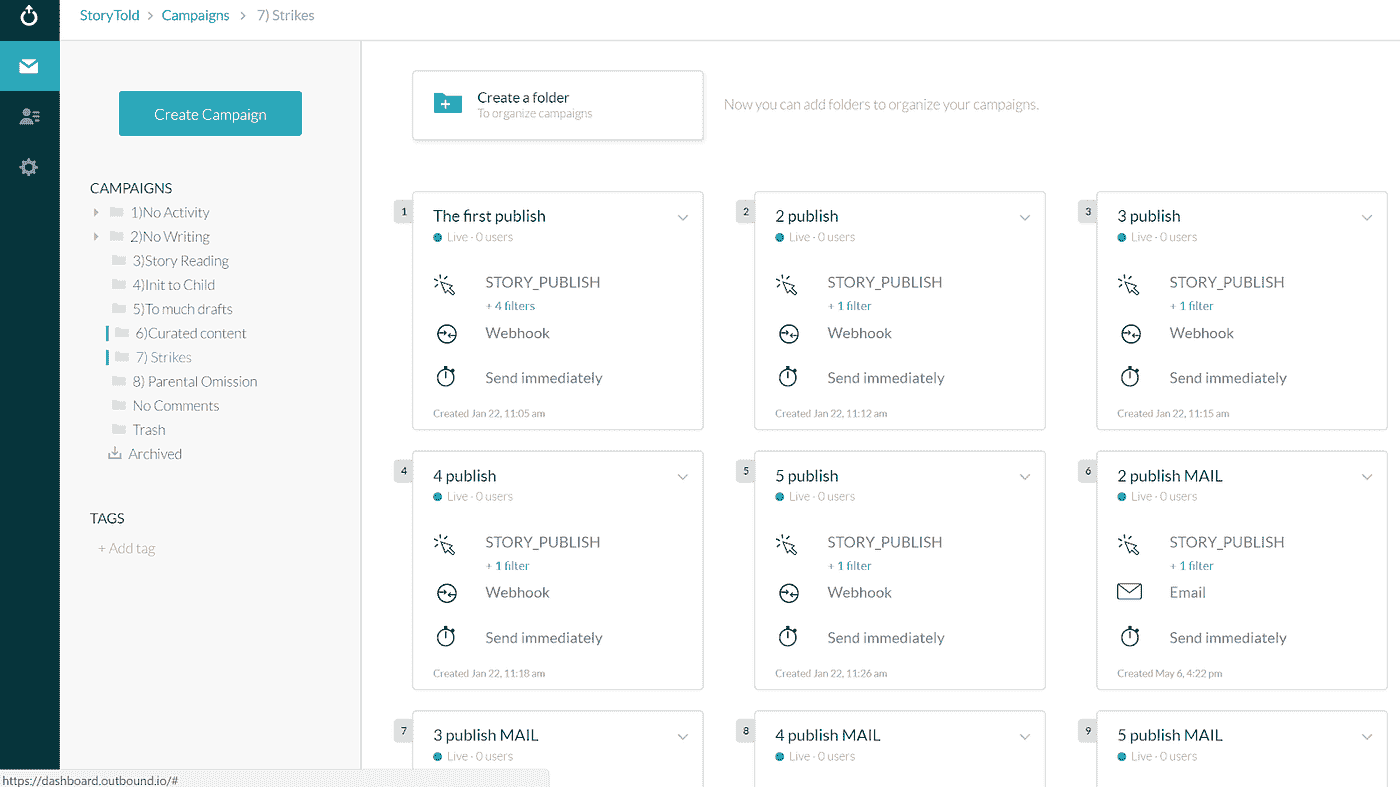 StoryTold > Campaigns > 7) Strikes
Create Campaign
CAMPAIGNS
1)No Activity
2)No Writing
3)Story Reading
4)Init to Child
5)To much drafts
6)Curated content
7) Strikes
8) Parental Omission
No Comments
Trash
Archived
TAGS
+ Add tag
Create a folder
To organize campaigns
Now you can add folders to organize your campaigns.
1
The first publish
Live - 0 users
STORY_PUBLISH
+ 4 filters
Webhook
Send immediately
Created Jan 22, 11:05 am
2
2 publish
Live - 0 users
STORY_PUBLISH
+ 1 filter
Webhook
Send immediately
Created Jan 22, 11:12 am
3
3 publish
Live - 0 users
STORY_PUBLISH
+ 1 filter
Webhook
Send immediately
Created Jan 22, 11:15 am
4
4 publish
Live - 0 users
STORY_PUBLISH
+ 1 filter
Webhook
Send immediately
Created Jan 22, 11:18 am
5
5 publish
Live - 0 users
STORY_PUBLISH
+ 1 filter
Webhook
Send immediately
Created Jan 22, 11:26 am
6
2 publish MAIL
Live - 0 users
STORY_PUBLISH
+ 1 filter
Email
Send immediately
Created May 6, 4:22 pm
7
3 publish MAIL
Live - 0 users
8
4 publish MAIL
Live - 0 users
9
5 publish MAIL
Live - 0 users
https://dashboard.outbound.io/#